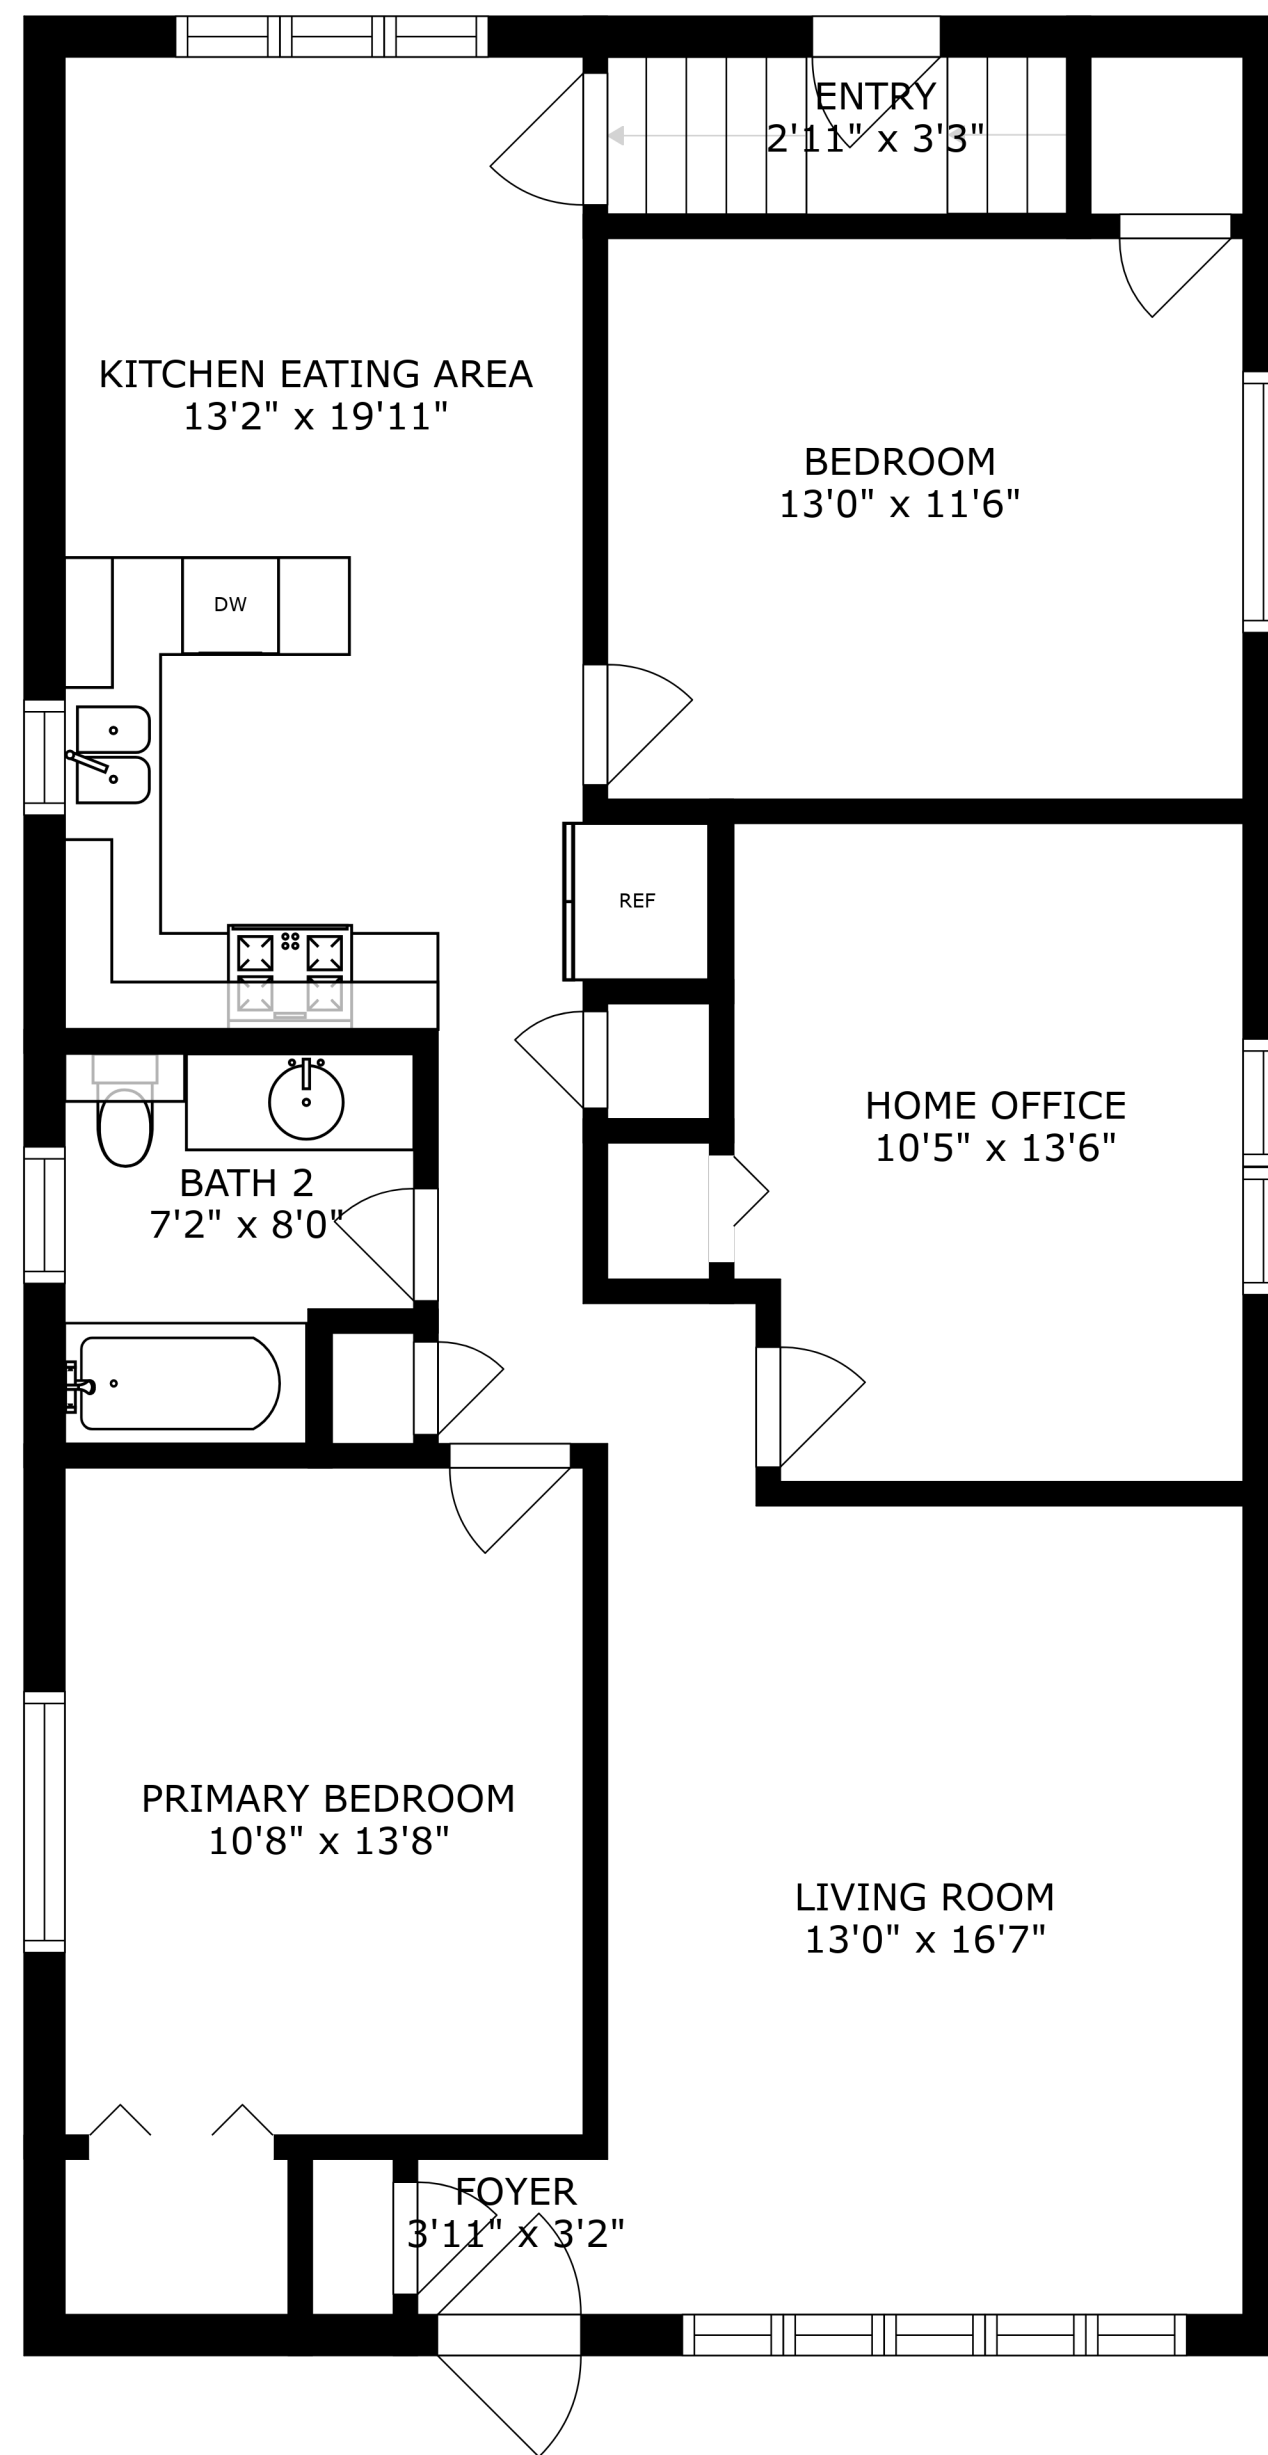 ENTRY
2'11" x 3'3"
KITCHEN EATING AREA
13'2" x 19'11"
BEDROOM
13'0" x 11'6"
DW
REF
HOME OFFICE
10'5" x 13'6"
BATH 2
7'2" x 8'0"
PRIMARY BEDROOM
10'8" x 13'8"
LIVING ROOM
13'0" x 16'7"
FOYER
3'11" x 3'2"